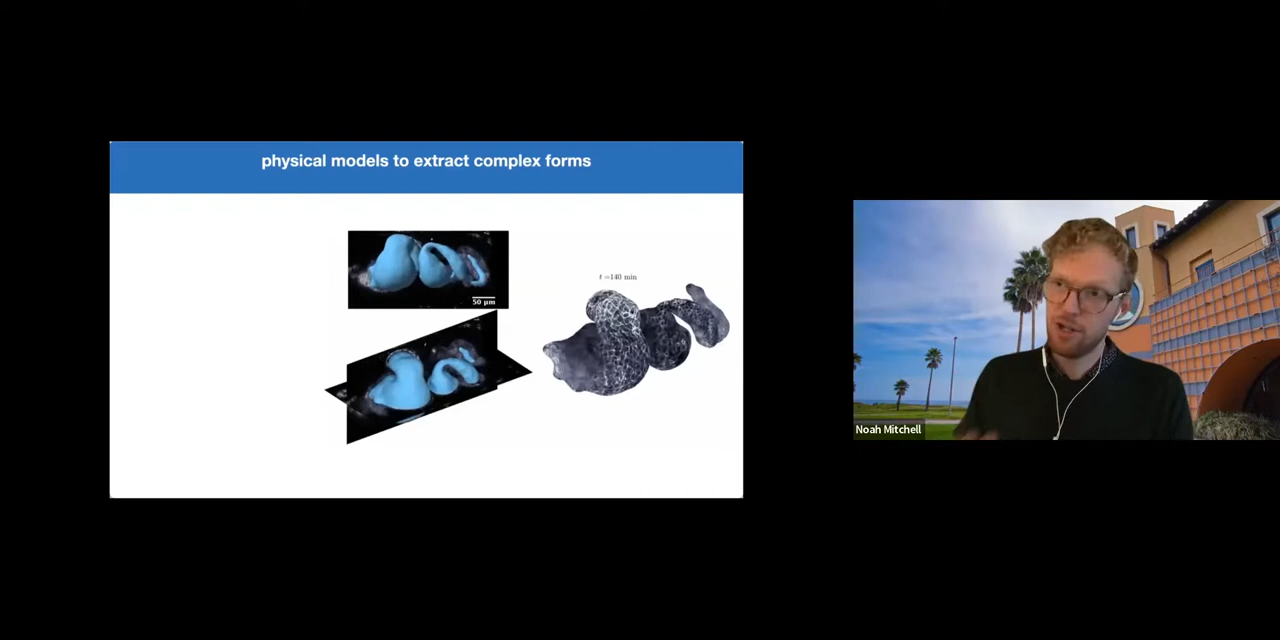 physical models to extract complex forms
t =140 min
50 μm
Noah Mitchell